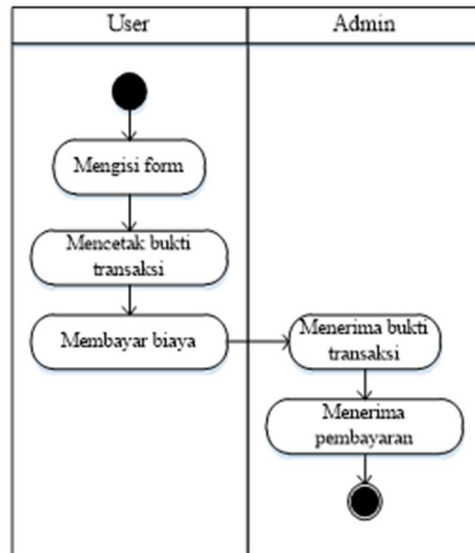 User
Admin
Mengisi form
Mencetak bukti
transaksi
Membayar biaya
Menerima bukti
transaksi
Menerima
pembayaran